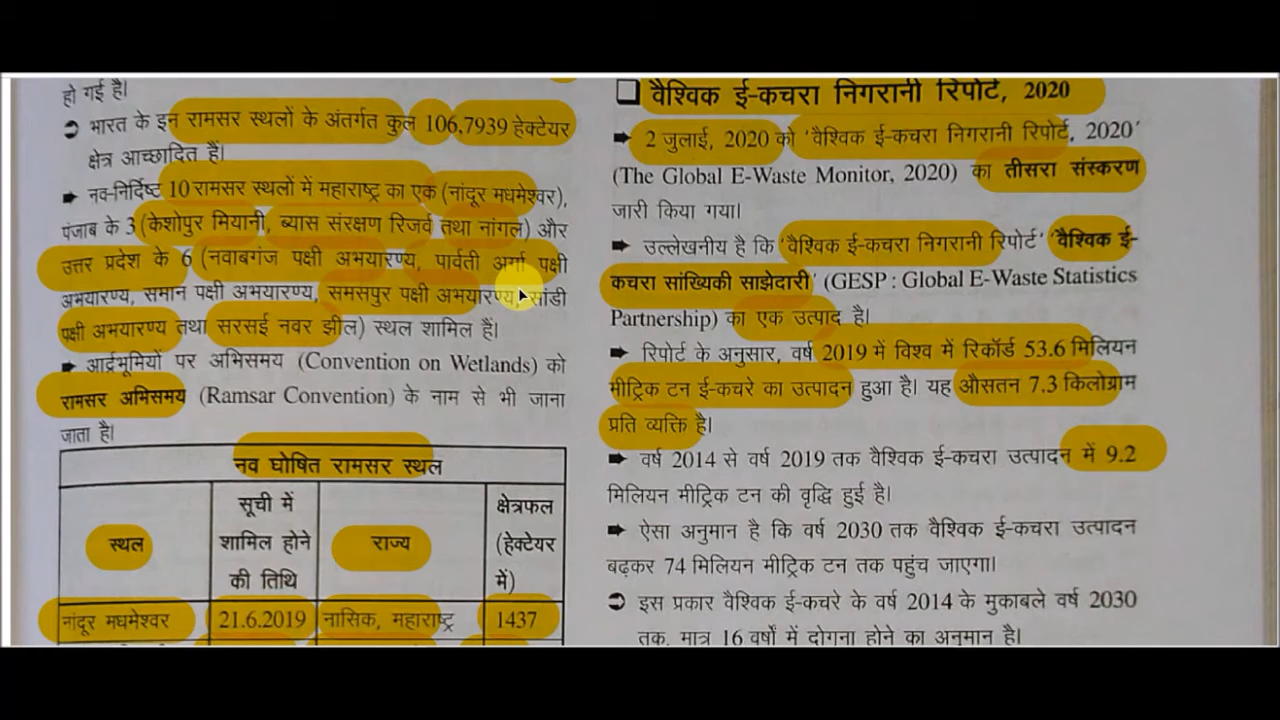 हो गई है।
➲ भारत के इन रामसर स्थलों के अंतर्गत कुल 106,7939 हेक्टेयर
क्षेत्र आच्छादित हैं।
➡ नव-निर्दिष्ट 10 रामसर स्थलों में महाराष्ट्र का एक (नांदूर मधमेश्वर),
पंजाब के 3 (केशोपुर मियानी, ब्यास संरक्षण रिजर्व तथा नांगल) और
उत्तर प्रदेश के 6 (नवाबगंज पक्षी अभयारण्य, पार्वती अर्गा पक्षी
अभयारण्य, समान पक्षी अभयारण्य, समसपुर पक्षी अभयारण्य, सांडी
पक्षी अभयारण्य तथा सरसई नवर झील) स्थल शामिल हैं।
➡ आर्द्रभूमियों पर अभिसमय (Convention on Wetlands) को
रामसर अभिसमय (Ramsar Convention) के नाम से भी जाना
जाता है।
नव घोषित रामसर स्थल
स्थल
सूची में
शामिल होने
की तिथि
राज्य
क्षेत्रफल
(हेक्टेयर
में)
नांदूर मधमेश्वर 21.6.2019 नासिक, महाराष्ट्र 1437
❑ वैश्विक ई-कचरा निगरानी रिपोर्ट, 2020
➡ 2 जुलाई, 2020 को 'वैश्विक ई-कचरा निगरानी रिपोर्ट, 2020'
(The Global E-Waste Monitor, 2020) का तीसरा संस्करण
जारी किया गया।
➡ उल्लेखनीय है कि 'वैश्विक ई-कचरा निगरानी रिपोर्ट' 'वैश्विक ई-
कचरा सांख्यिकी साझेदारी' (GESP : Global E-Waste Statistics
Partnership) का एक उत्पाद है।
➡ रिपोर्ट के अनुसार, वर्ष 2019 में विश्व में रिकॉर्ड 53.6 मिलियन
मीट्रिक टन ई-कचरे का उत्पादन हुआ है। यह औसतन 7.3 किलोग्राम
प्रति व्यक्ति है।
➡ वर्ष 2014 से वर्ष 2019 तक वैश्विक ई-कचरा उत्पादन में 9.2
मिलियन मीट्रिक टन की वृद्धि हुई है।
➡ ऐसा अनुमान है कि वर्ष 2030 तक वैश्विक ई-कचरा उत्पादन
बढ़कर 74 मिलियन मीट्रिक टन तक पहुंच जाएगा।
➲ इस प्रकार वैश्विक ई-कचरे के वर्ष 2014 के मुकाबले वर्ष 2030
तक, मात्र 16 वर्षों में दोगना होने का अनुमान है।